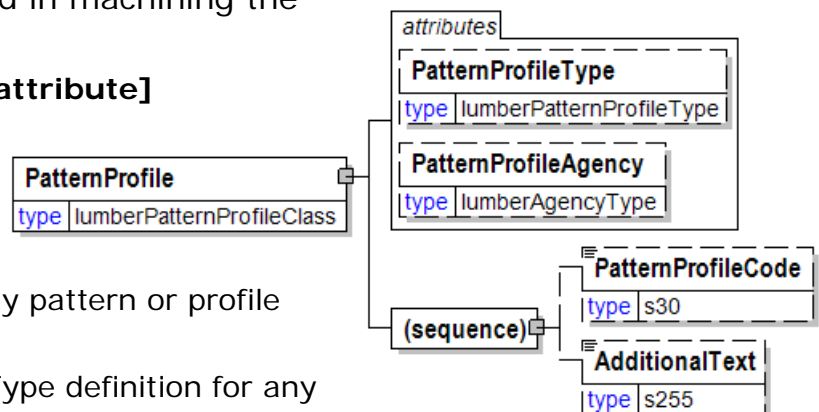 d in machining the
attribute]
y pattern or profile
Type definition for any
attributes
PatternProfileType
type lumberPatternProfileType
PatternProfileAgency
type lumberAgencyType
PatternProfile
type lumberPatternProfileClass
(sequence)
PatternProfileCode
type s30
AdditionalText
type s255